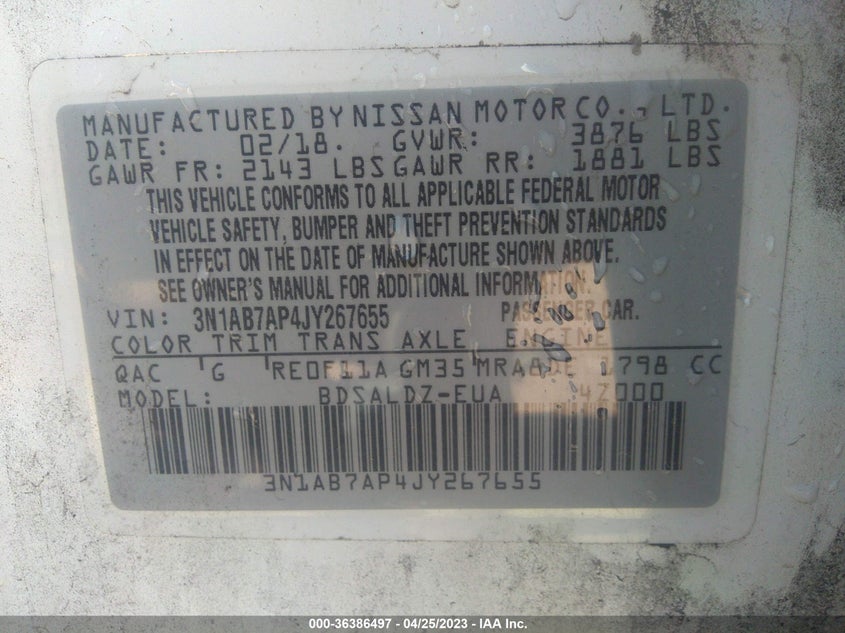 MANUFACTURED BY NISSAN MOTOR CO., LTD.
DATE: 02/18. GVWR: 3876 LBS
GAWR FR: 2143 LBS GAWR RR: 1881 LBS
THIS VEHICLE CONFORMS TO ALL APPLICABLE FEDERAL MOTOR
VEHICLE SAFETY, BUMPER AND THEFT PREVENTION STANDARDS
IN EFFECT ON THE DATE OF MANUFACTURE SHOWN ABOVE.
SEE OWNER'S MANUAL FOR ADDITIONAL INFORMATION.
VIN: 3N1AB7AP4JY267655 PASSENGER CAR.
COLOR TRIM TRANS AXLE ENGINE
QAC G RE0F11A GM35 MRA8DE 1798 CC
MODEL: BDSALDZ-EUA 4Z000
3N1AB7AP4JY267655
000-36386497 - 04/25/2023 - IAA Inc.